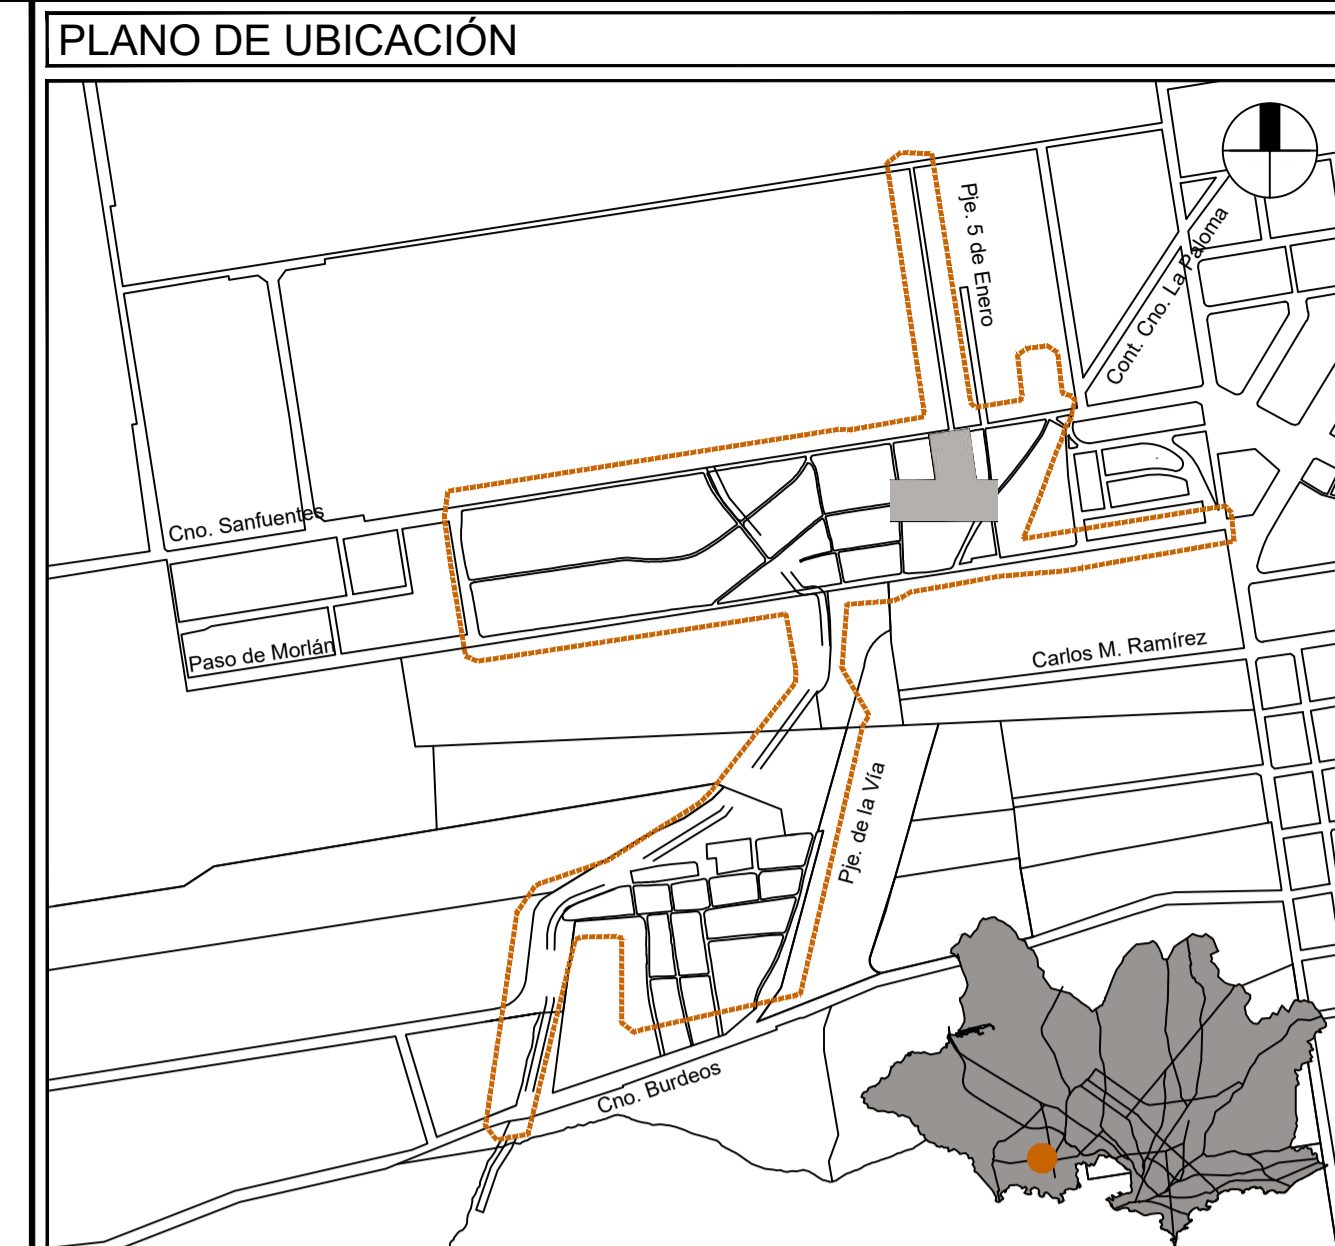 PLANO DE UBICACIÓN
Pje. 5 de Enero
Cont. Cno. La Paloma
Cno. Sanfuentes
Paso de Morlán
Carlos M. Ramírez
Pje. de la Vía
Cno. Burdeos